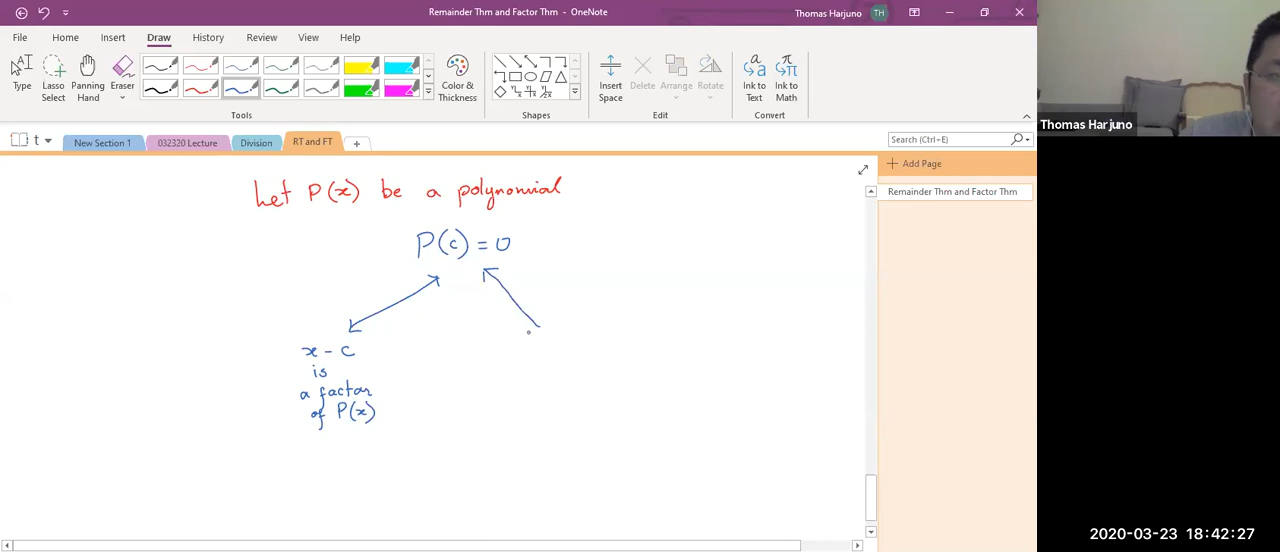 Remainder Thm and Factor Thm - OneNote
Thomas Harjuno TH
File Home Insert Draw History Review View Help
Type Lasso Select Panning Hand Eraser
Color & Thickness
Insert Space Delete Arrange Rotate
Ink to Text Ink to Math
Tools Shapes Edit Convert
t New Section 1 032320 Lecture Division RT and FT
Search (Ctrl+E)
Add Page
Remainder Thm and Factor Thm
Thomas Harjuno
Let P(x) be a polynomial
P(c) = 0
x - c
is
a factor
of P(x)
2020-03-23 18:42:27